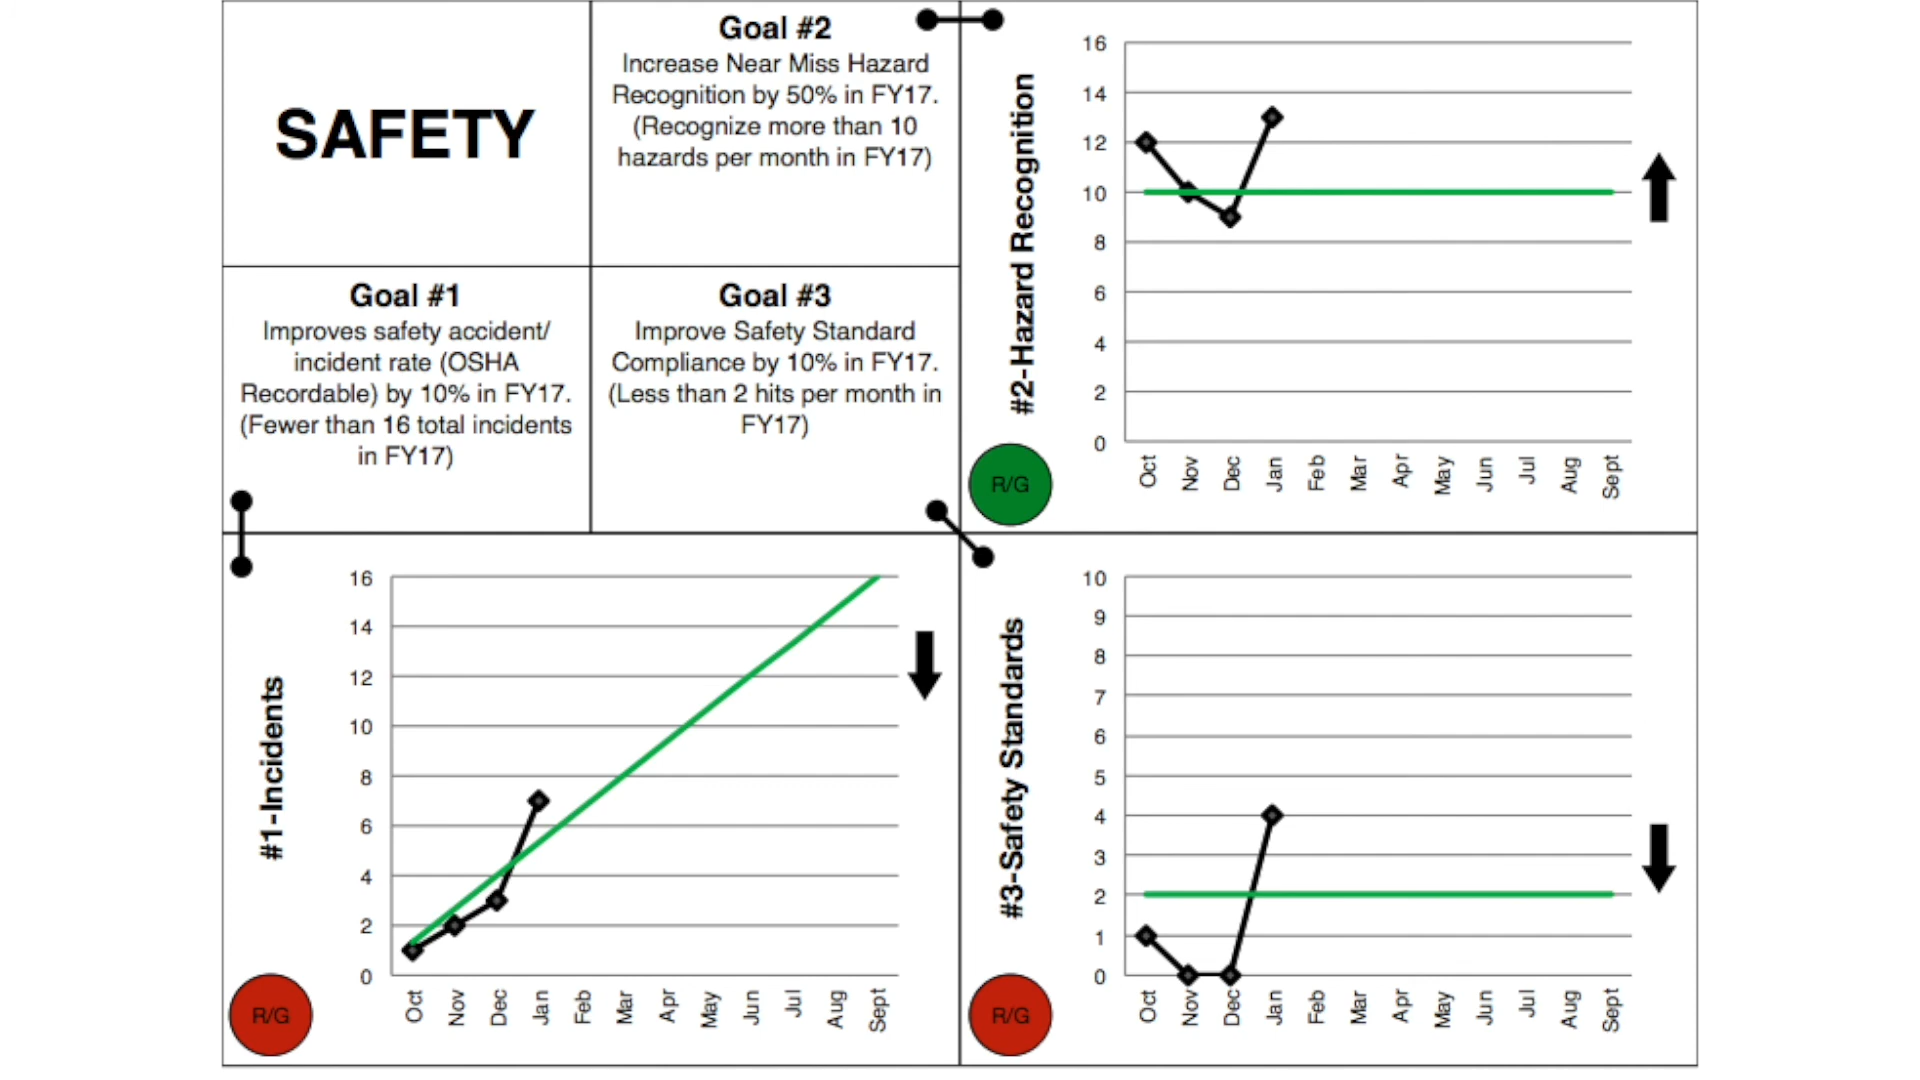 SAFETY
Goal #2
Increase Near Miss Hazard
Recognition by 50% in FY17.
(Recognize more than 10
hazards per month in FY17)
Goal #1
Improves safety accident/
incident rate (OSHA
Recordable) by 10% in FY17.
(Fewer than 16 total incidents
in FY17)
Goal #3
Improve Safety Standard
Compliance by 10% in FY17.
(Less than 2 hits per month in
FY17)
#2-Hazard Recognition
16
14
12
10
8
6
4
2
0
Oct Nov Dec Jan Feb Mar Apr May Jun Jul Aug Sept
R/G
#1-Incidents
16
14
12
10
8
6
4
2
0
Oct Nov Dec Jan Feb Mar Apr May Jun Jul Aug Sept
R/G
#3-Safety Standards
10
9
8
7
6
5
4
3
2
1
0
Oct Nov Dec Jan Feb Mar Apr May Jun Jul Aug Sept
R/G